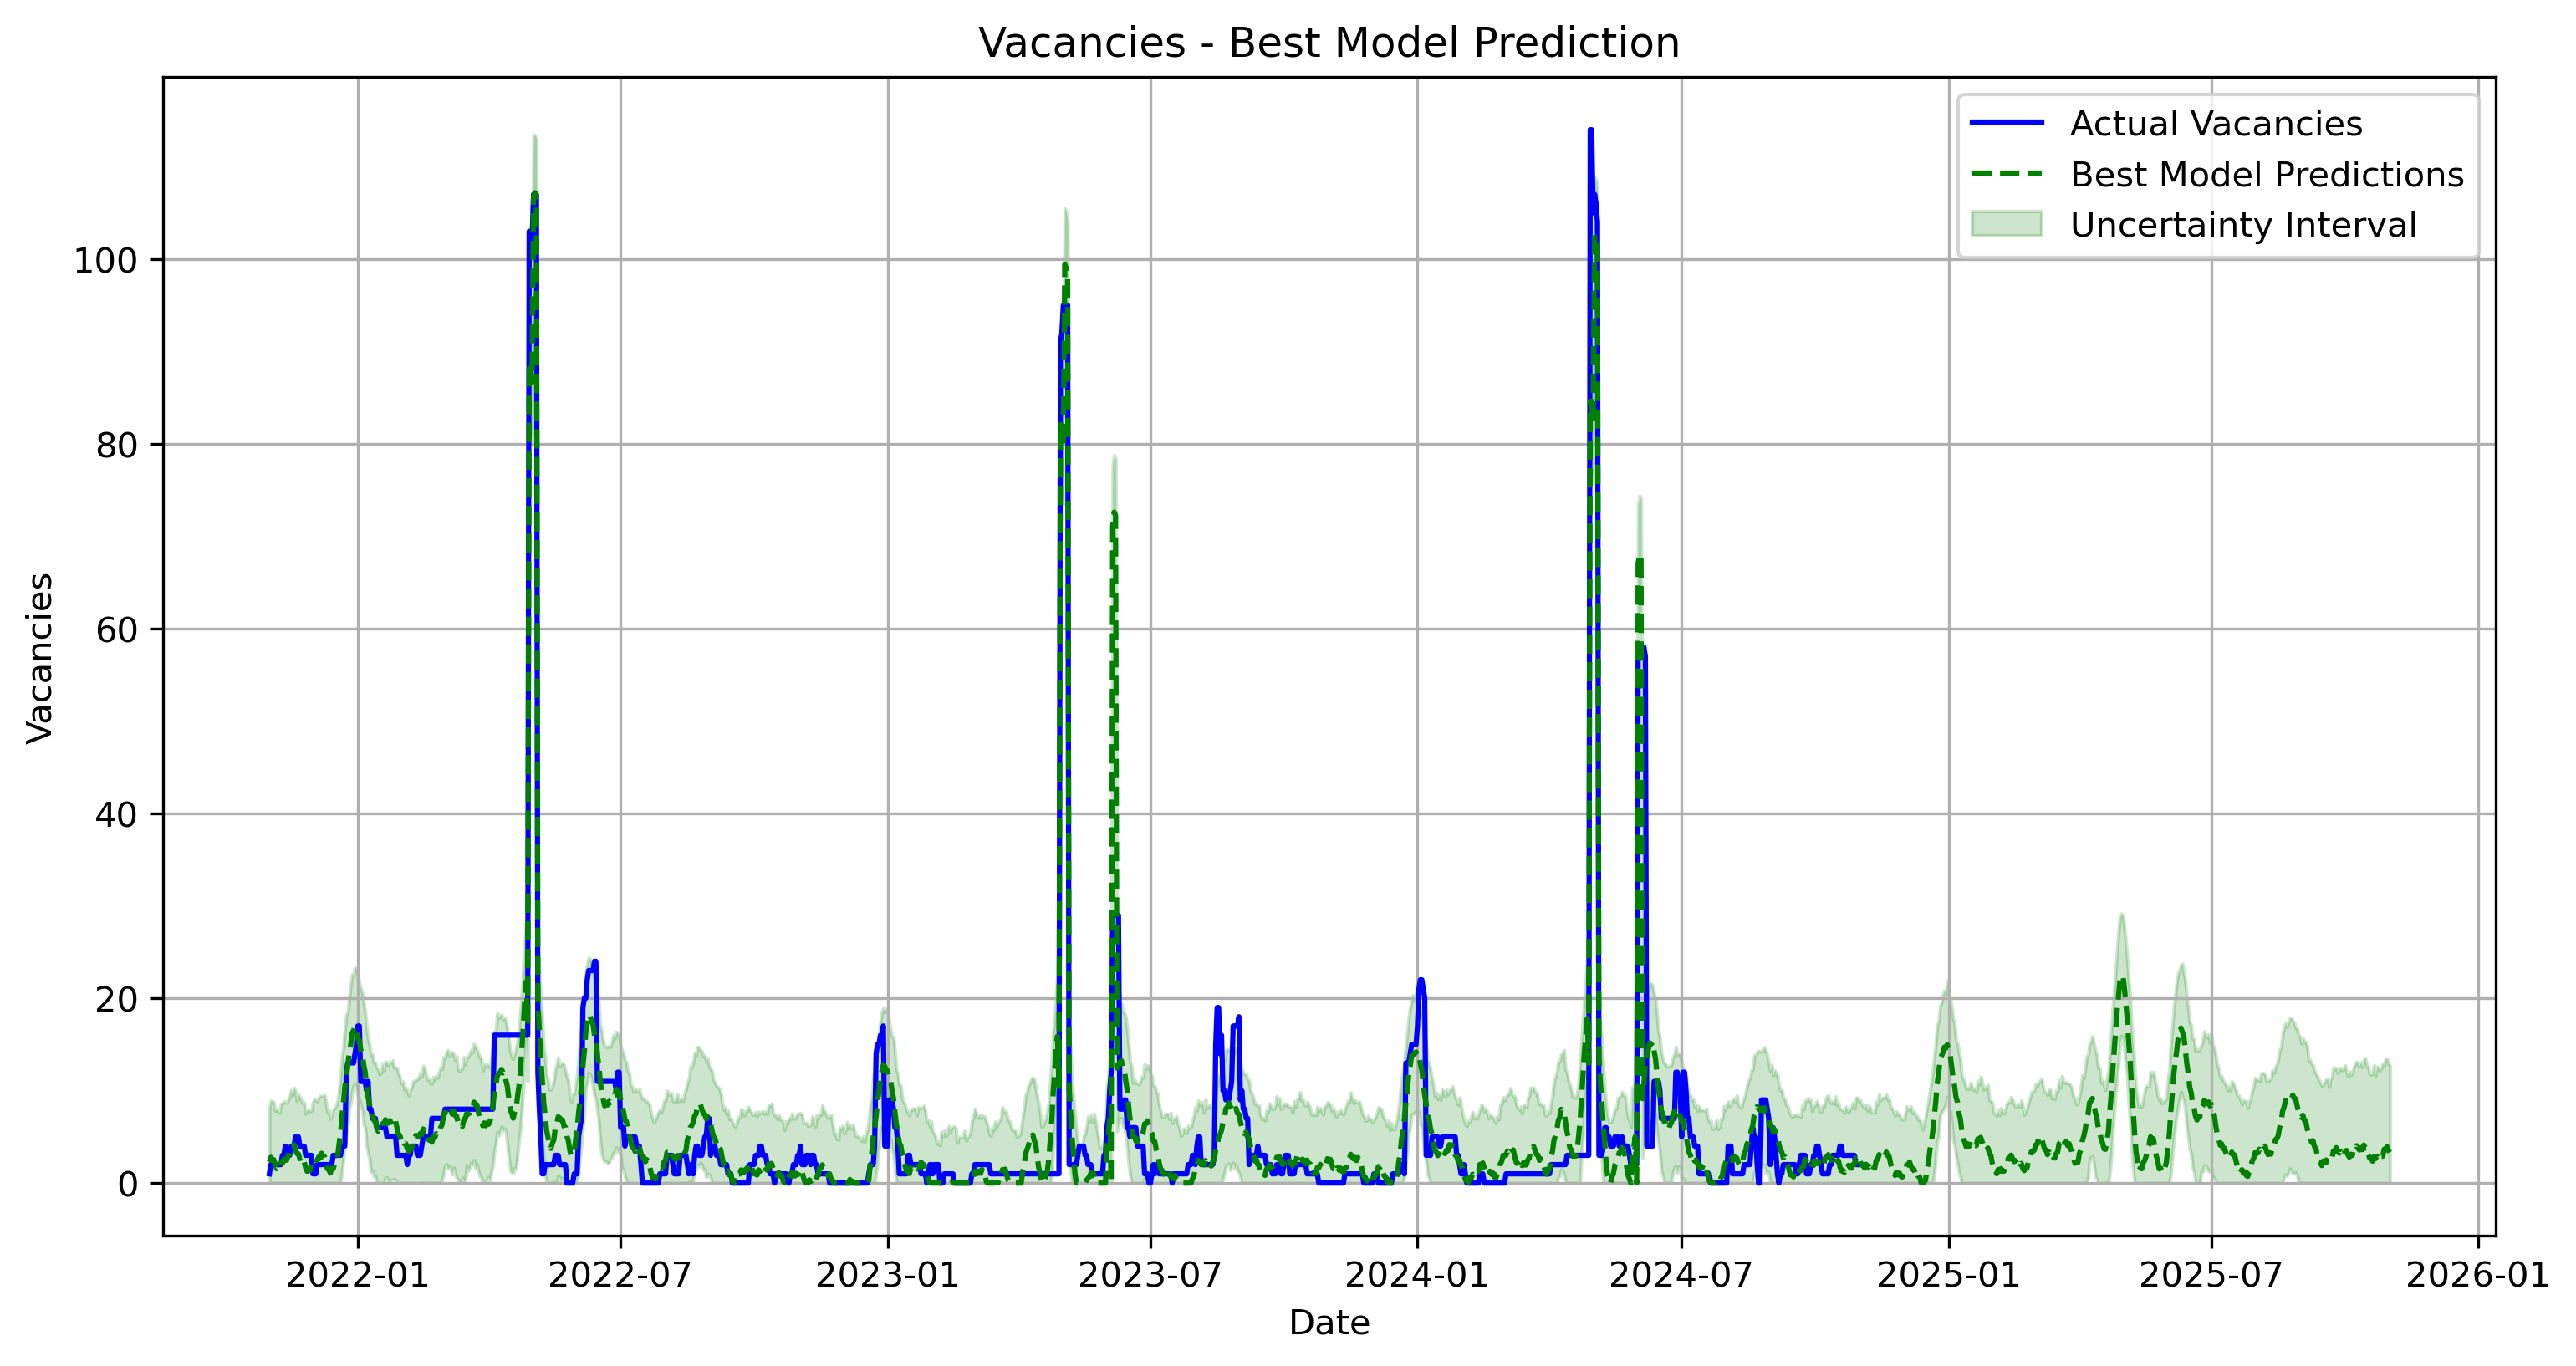 Vacancies - Best Model Prediction
Actual Vacancies
Best Model Predictions
Uncertainty Interval
Vacancies
100
80
60
40
20
0
2022-01
2022-07
2023-01
2023-07
2024-01
2024-07
2025-01
2025-07
2026-01
Date